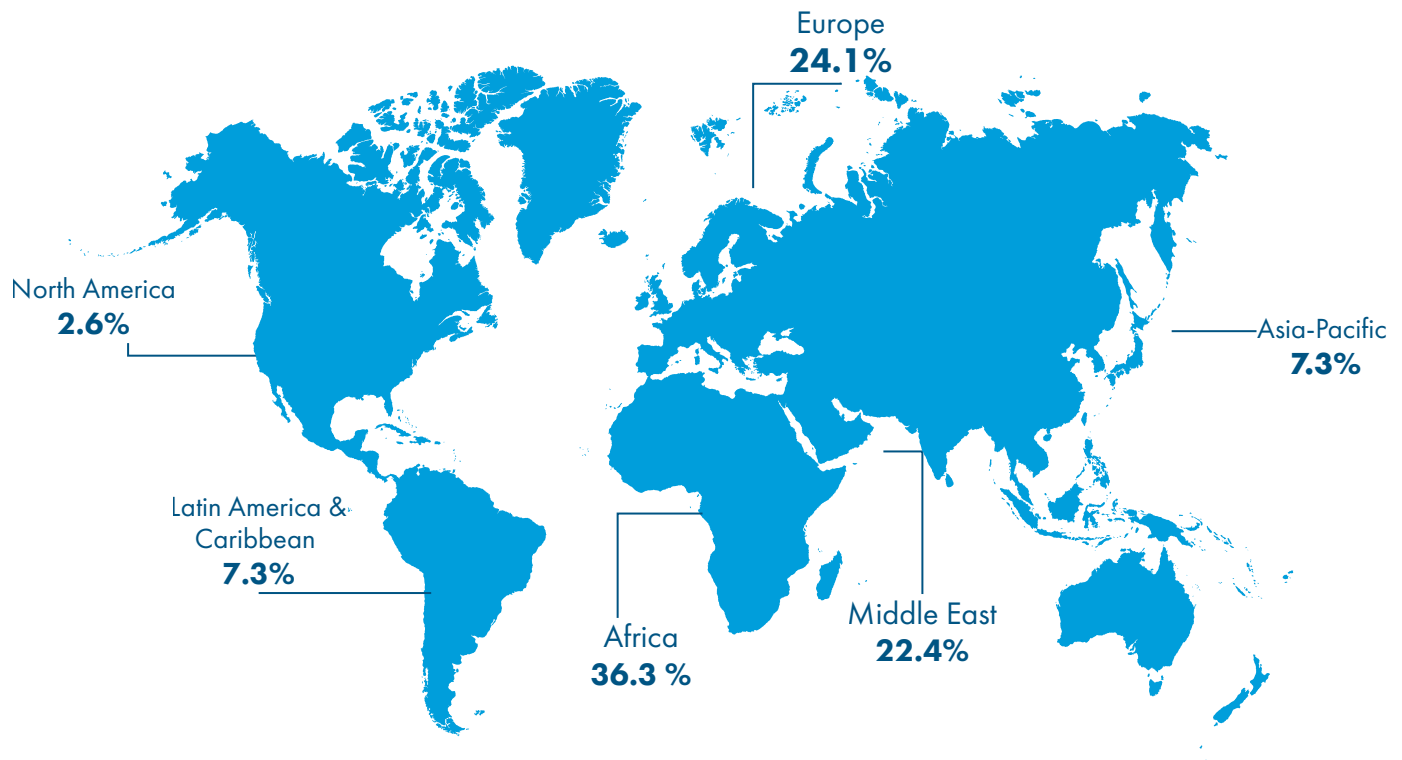 Europe
24.1%
North America
2.6%
Asia-Pacific
7.3%
Latin America &
Caribbean
7.3%
Africa
36.3 %
Middle East
22.4%